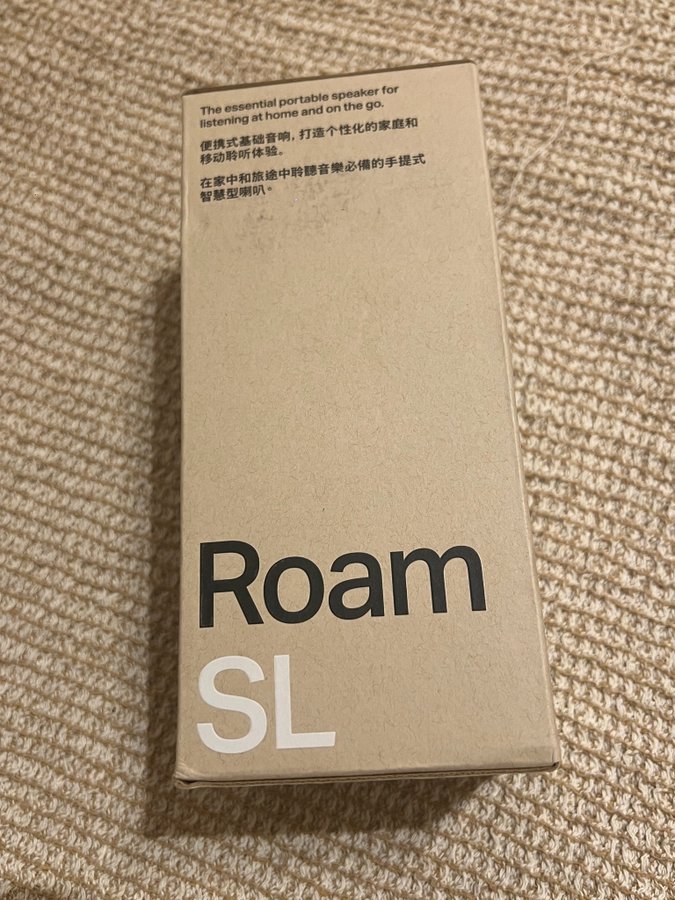 The essential portable speaker for
listening at home and on the go.
便携式基础音响，打造个性化的家庭和
移动聆听体验。
在家中和旅途中聆聽音樂必備的手提式
智慧型喇叭。
Roam
SL